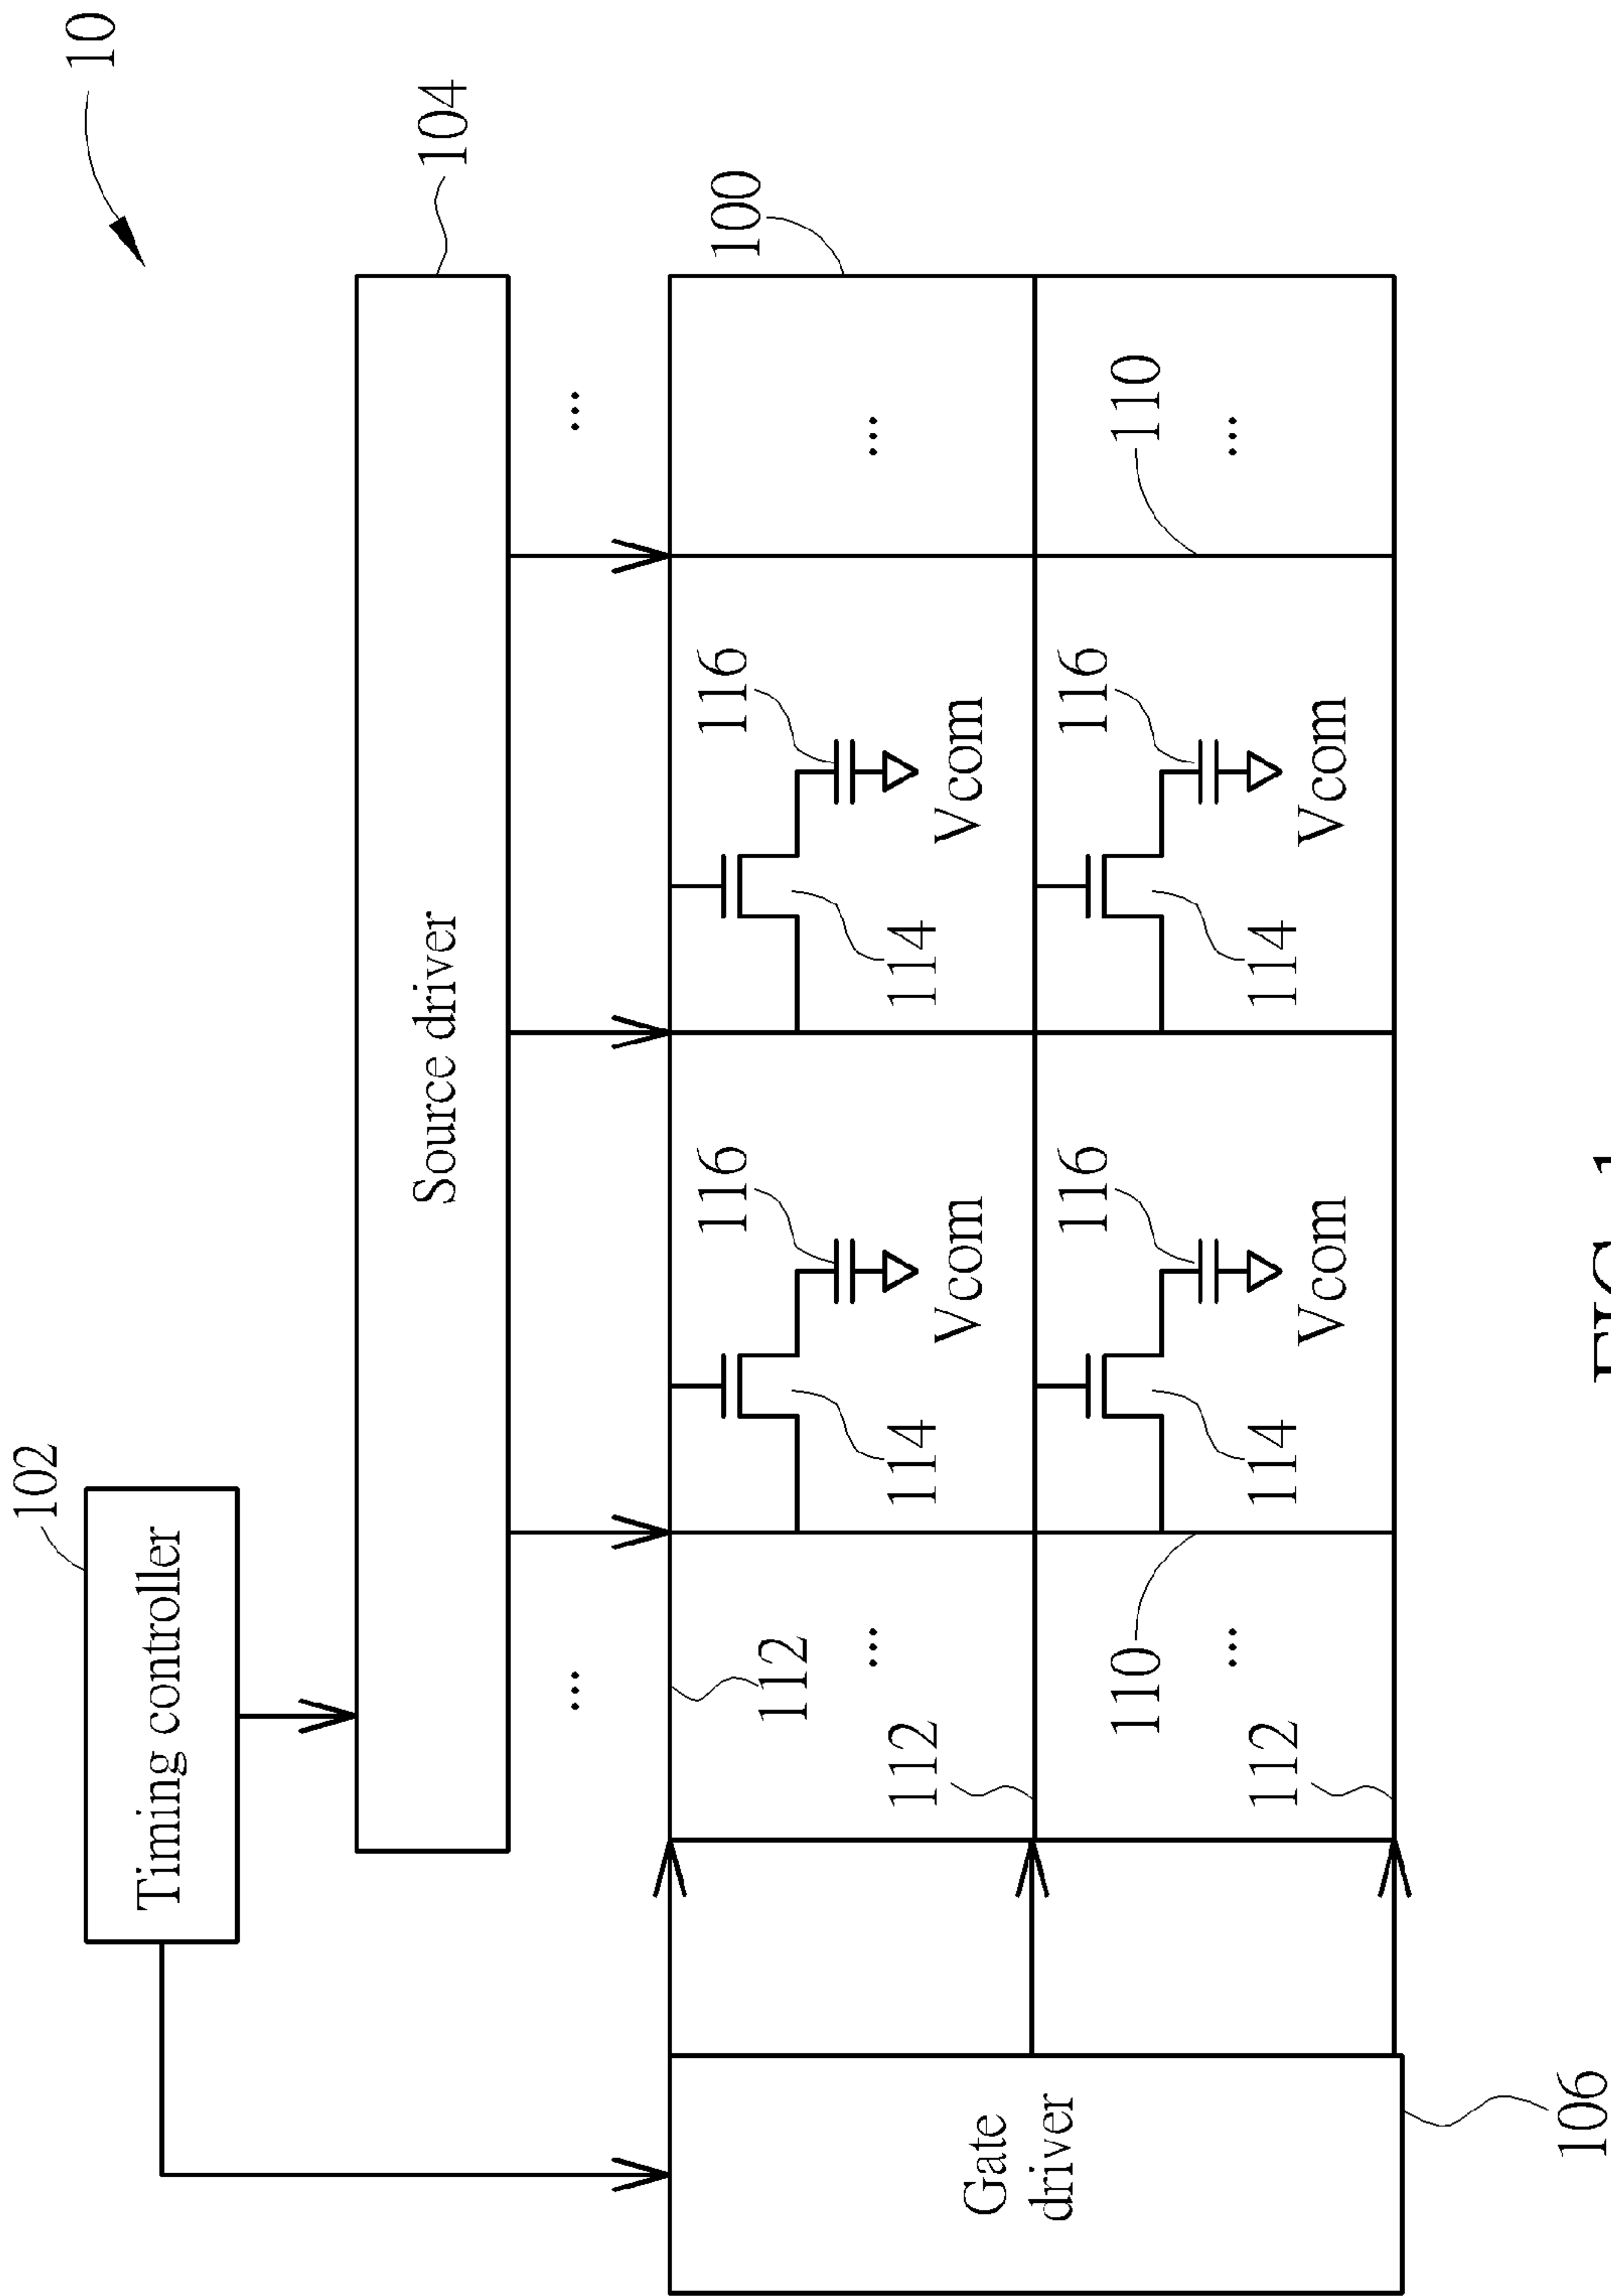 10
102
Timing controller
Source driver
104
...
...
100
116
116
112
...
...
112
114
114
Vcom
Vcom
Gate
driver
116
116
110
110
...
...
112
114
114
Vcom
Vcom
106
FIG. 1